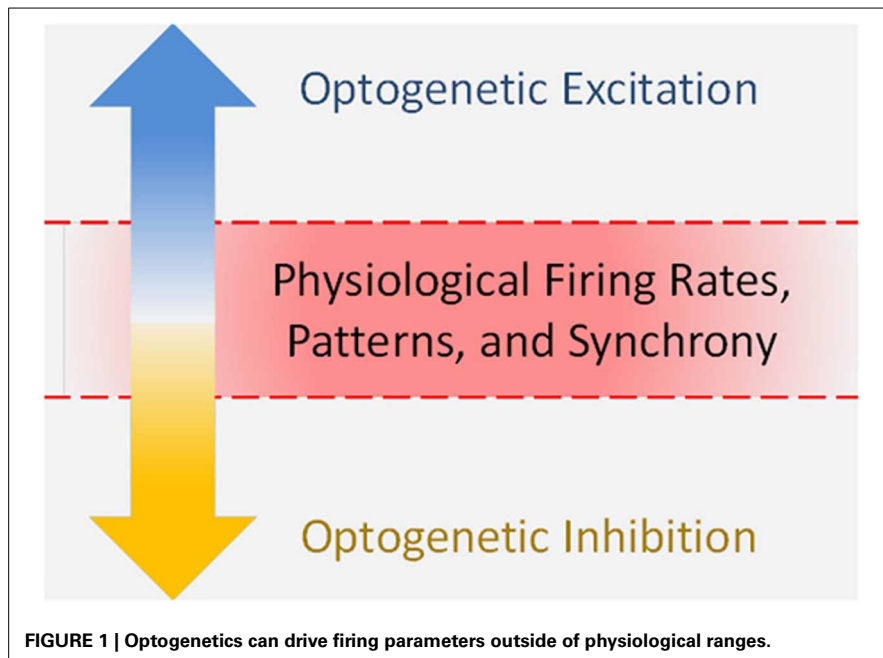 Optogenetic Excitation
Physiological Firing Rates,
Patterns, and Synchrony
Optogenetic Inhibition
FIGURE 1 | Optogenetics can drive firing parameters outside of physiological ranges.